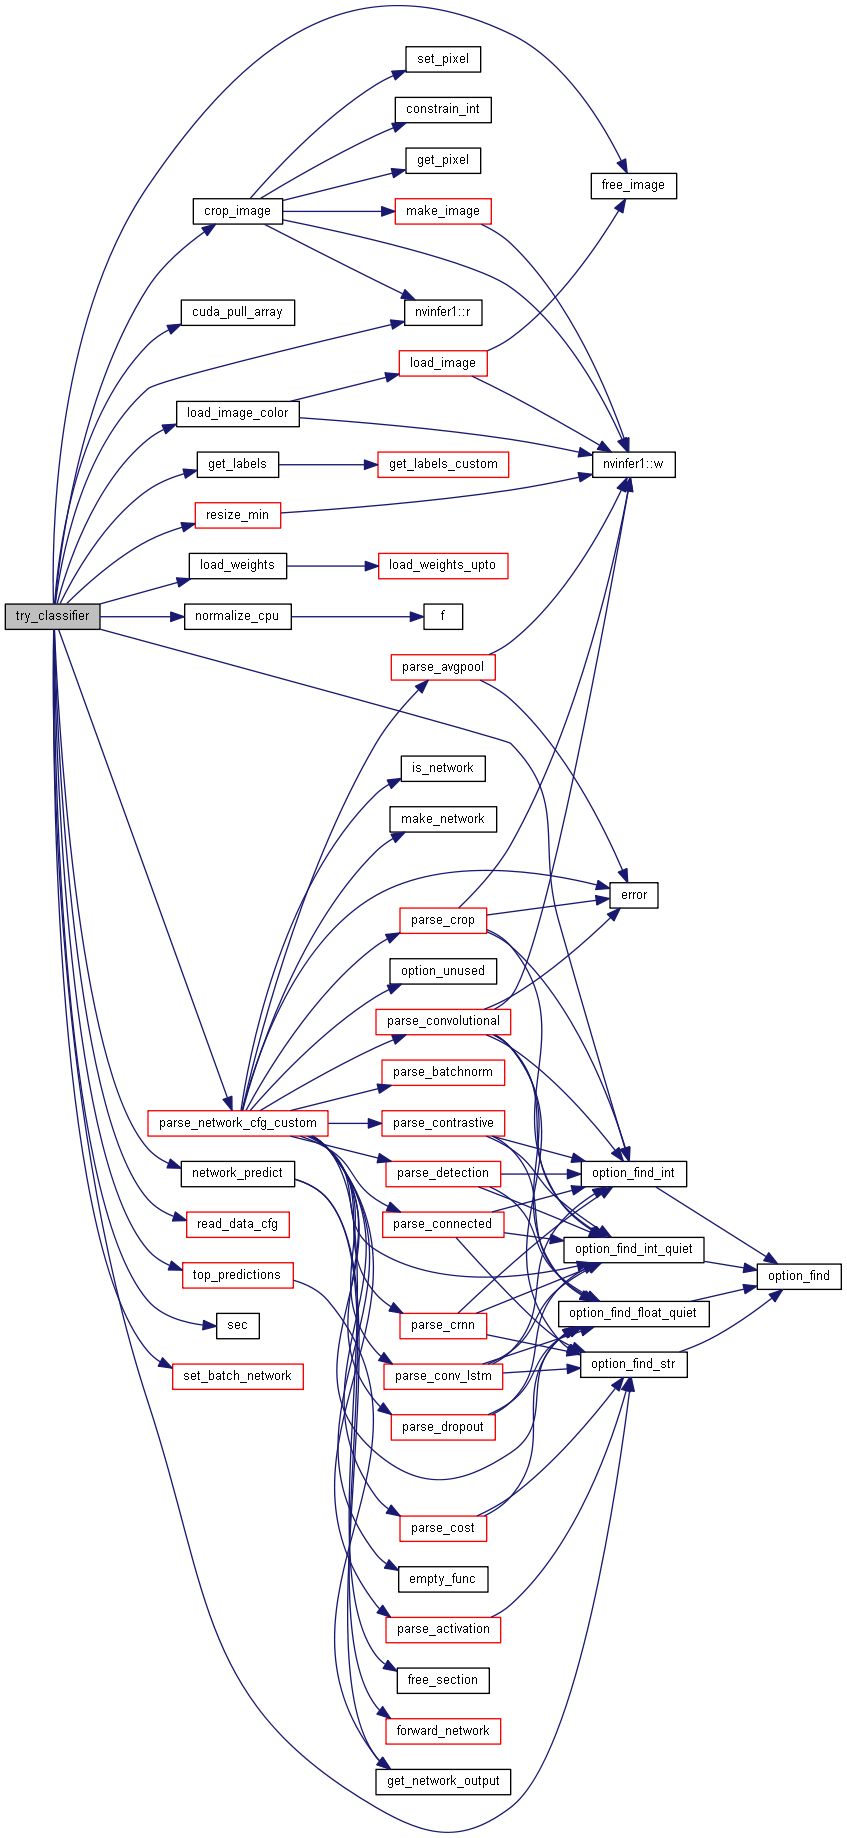 set_pixel
constrain_int
get_pixel
free_image
crop_image
make_image
cuda_pull_array
nvinfer1::r
load_image
load_image_color
get_labels
get_labels_custom
nvinfer1::w
resize_min
load_weights
load_weights_upto
try_classifier
normalize_cpu
f
parse_avgpool
is_network
make_network
error
parse_crop
option_unused
parse_convolutional
parse_batchnorm
parse_network_cfg_custom
parse_contrastive
network_predict
parse_detection
option_find_int
read_data_cfg
parse_connected
option_find_int_quiet
top_predictions
option_find
sec
parse_crnn
option_find_float_quiet
set_batch_network
parse_conv_lstm
option_find_str
parse_dropout
parse_cost
empty_func
parse_activation
free_section
forward_network
get_network_output